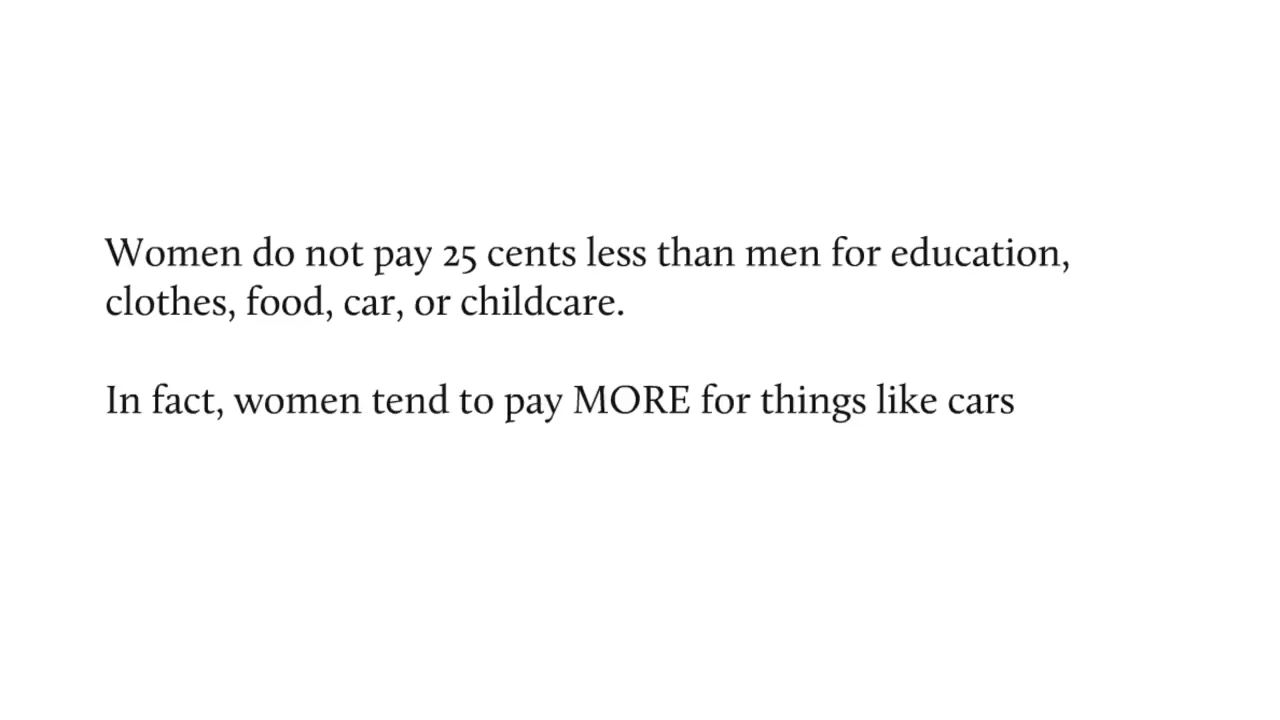 Women do not pay 25 cents less than men for education,
clothes, food, car, or childcare.
In fact, women tend to pay MORE for things like cars